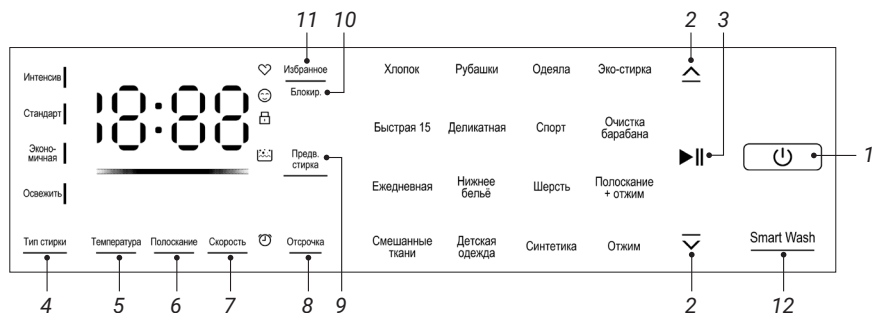 11 10 2 3
Интенсив
Стандарт
Эконо-
мичная
Освежить
18:88
Избранное
Блокир.
Предв.
стирка
Хлопок Рубашки Одеяла Эко-стирка
Быстрая 15 Деликатная Спорт Очистка
барабана
Ежедневная Нижнее
бельё Шерсть Полоскание
+ отжим
Смешанные
ткани Детская
одежда Синтетика Отжим
1
Тип стирки Температура Полоскание Скорость Отсрочка
Smart Wash
4 5 6 7 8 9 2 12